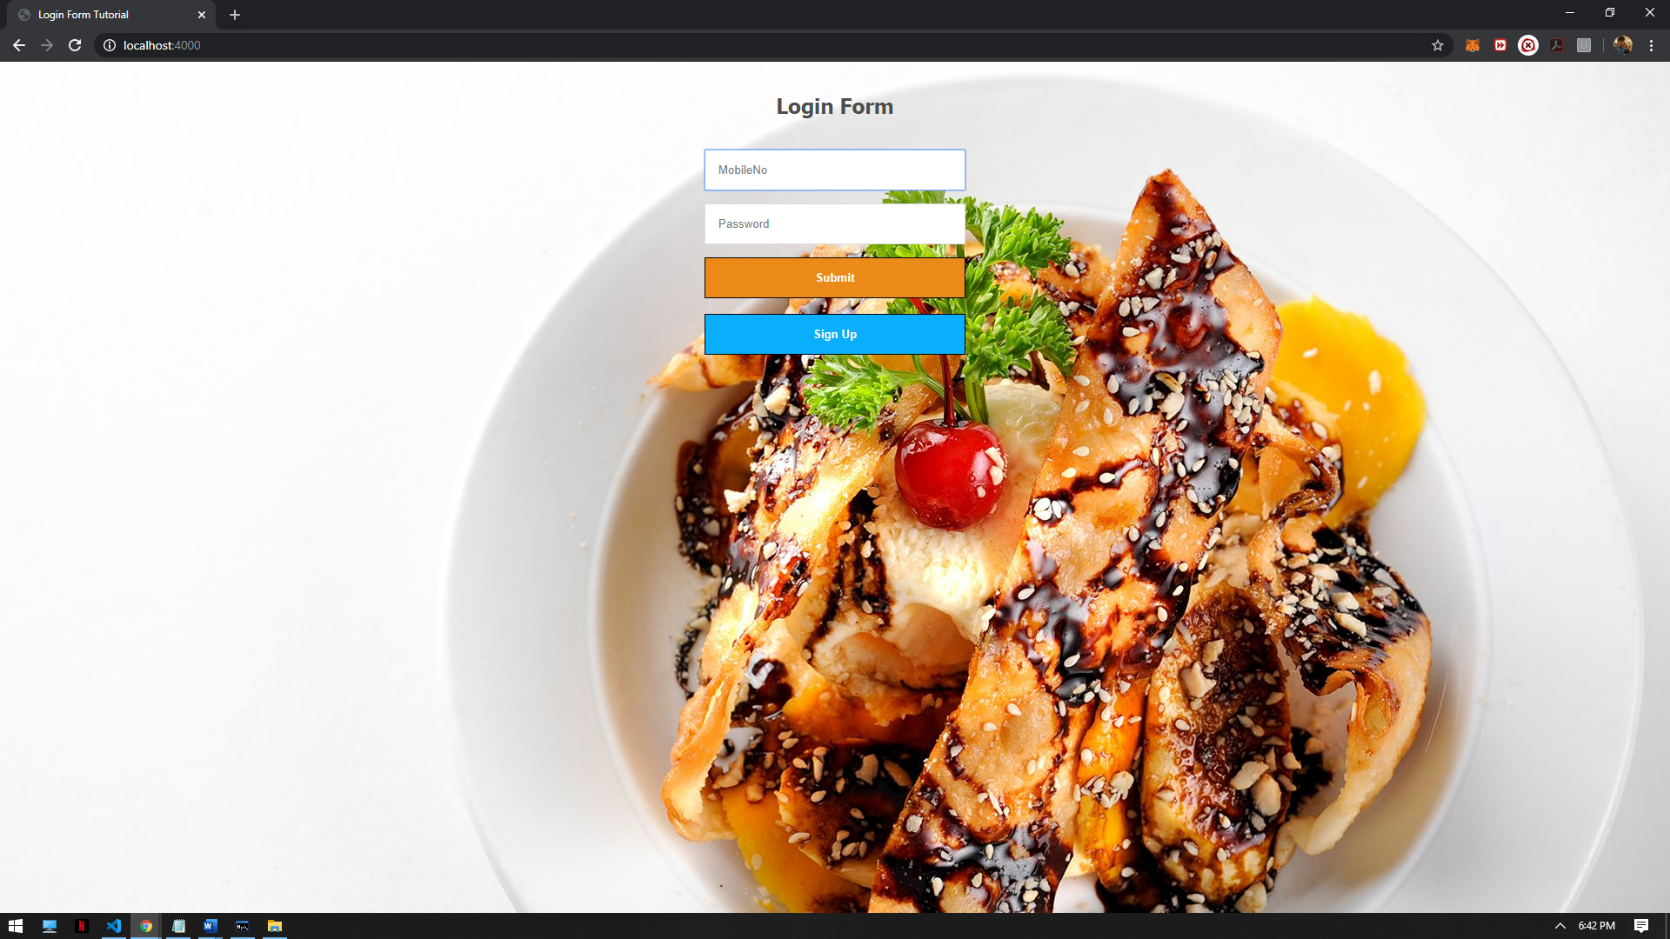 Login Form Tutorial
localhost:4000
Login Form
MobileNo
Password
Submit
Sign Up
6:42 PM